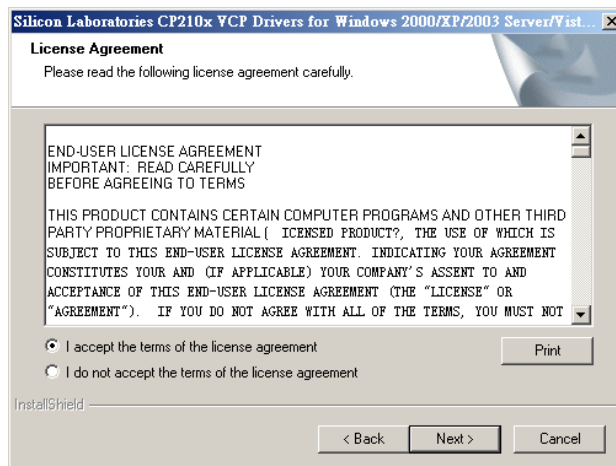 Silicon Laboratories CP210x VCP Drivers for Windows 2000/XP/2003 Server/Vist...
License Agreement
Please read the following license agreement carefully.
END-USER LICENSE AGREEMENT
IMPORTANT:  READ CAREFULLY
BEFORE AGREEING TO TERMS
THIS PRODUCT CONTAINS CERTAIN COMPUTER PROGRAMS AND OTHER THIRD
PARTY PROPRIETARY MATERIAL (  ICENSED PRODUCT?, THE USE OF WHICH IS
SUBJECT TO THIS END-USER LICENSE AGREEMENT. INDICATING YOUR AGREEMENT
CONSTITUTES YOUR AND (IF APPLICABLE) YOUR COMPANY'S ASSENT TO AND
ACCEPTANCE OF THIS END-USER LICENSE AGREEMENT (THE "LICENSE" OR
"AGREEMENT").  IF YOU DO NOT AGREE WITH ALL OF THE TERMS, YOU MUST NOT
I accept the terms of the license agreement
Print
I do not accept the terms of the license agreement
InstallShield
< Back
Next >
Cancel